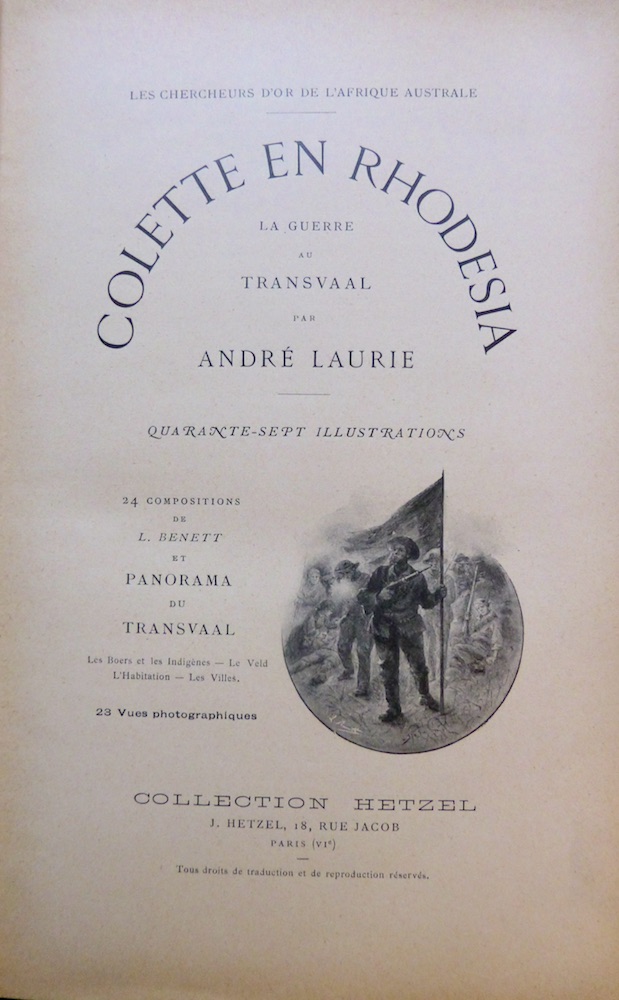 LES CHERCHEURS D'OR DE L'AFRIQUE AUSTRALE
COLETTE EN RHODESIA
LA GUERRE
AU
TRANSVAAL
PAR
ANDRÉ LAURIE
QUARANTE-SEPT ILLUSTRATIONS
24 COMPOSITIONS
DE
L. BENETT
ET
PANORAMA
DU
TRANSVAAL
Les Boers et les Indigènes — Le Veld
L'Habitation — Les Villes.
23 Vues photographiques
COLLECTION HETZEL
J. HETZEL, 18, RUE JACOB
PARIS (VIe)
Tous droits de traduction et de reproduction réservés.